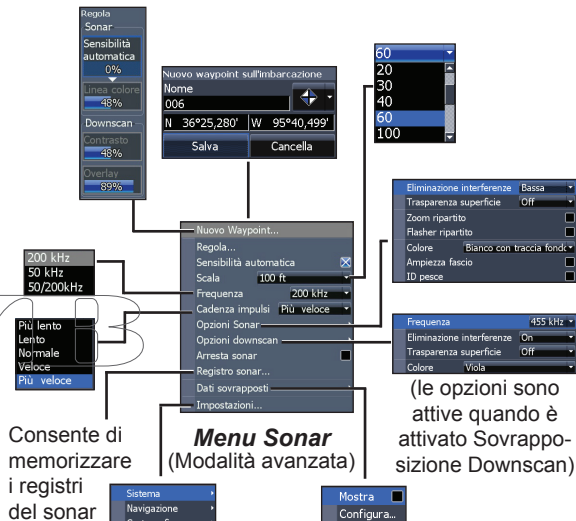 Regola
Sonar
Sensibilità
automatica
0%
Linea colore
48%
Downscan
Contrasto
48%
Overlay
89%
Nuovo waypoint sull'imbarcazione
Nome
006
N 36°25,280' W 95°40,499'
Salva Cancella
60
20
30
40
60
100
Nuovo Waypoint...
Regola...
Sensibilità automatica
Scala 100 ft
Frequenza 200 kHz
Cadenza impulsi Più veloce
Opzioni Sonar
Opzioni downscan
Arresta sonar
Registro sonar...
Dati sovrapposti
Impostazioni...
200 kHz
50 kHz
50/200kHz
Più lento
Lento
Normale
Veloce
Più veloce
Eliminazione interferenze Bassa
Trasparenza superficie Off
Zoom ripartito
Flasher ripartito
Colore Bianco con traccia fondo
Ampiezza fascio
ID pesce
Frequenza 455 kHz
Eliminazione interferenze On
Trasparenza superficie Off
Colore Viola
(le opzioni sono
attive quando è
attivato Sovrappo-
sizione Downscan)
Menu Sonar
(Modalità avanzata)
Consente di
memorizzare
i registri
del sonar
Sistema
Navigazione
Mostra
Configura...